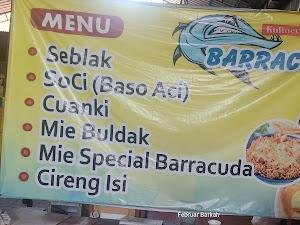 MENU
Kuliner
BARRAC
• Seblak
• SoCi (Baso Aci)
• Cuanki
• Mie Buldak
• Mie Special Barracuda
• Cireng Isi
Februar Barkah